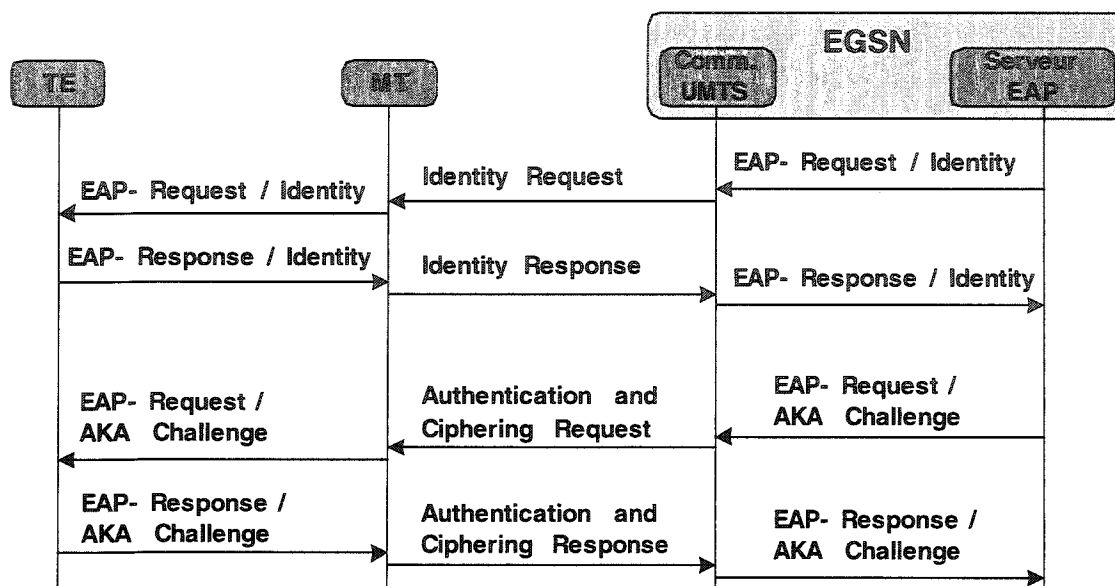 EGSN
TE
MT
Comm.
UMTS
Serveur
EAP
EAP- Request / Identity
Identity Request
EAP- Request / Identity
EAP- Response / Identity
Identity Response
EAP- Response / Identity
EAP- Request /
AKA Challenge
Authentication and
Ciphering Request
EAP- Request /
AKA Challenge
EAP- Response /
AKA Challenge
Authentication and
Ciphering Response
EAP- Response /
AKA Challenge